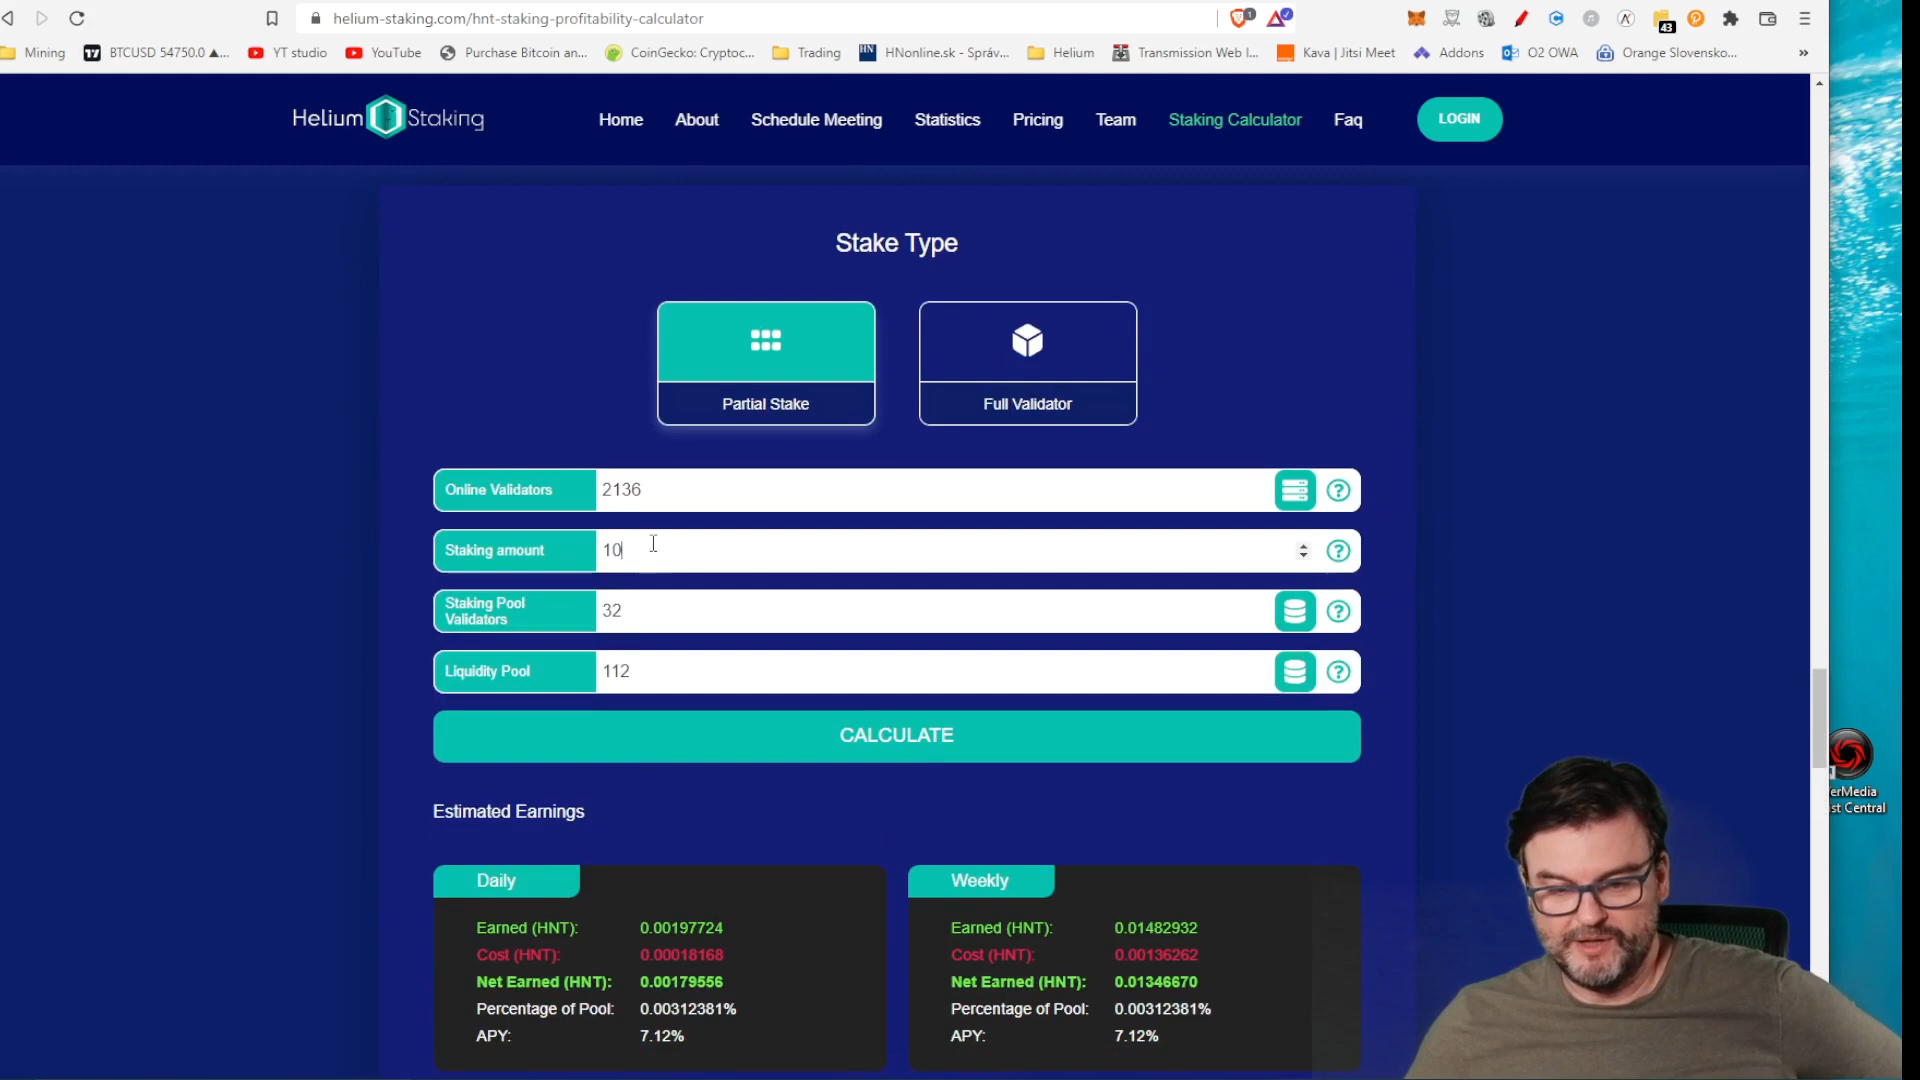 helium-staking.com/hnt-staking-profitability-calculator
1
43
Mining
17 BTCUSD 54750.0 ▲...
YT studio
YouTube
Purchase Bitcoin an...
CoinGecko: Cryptoc...
Trading
HN HNonline.sk - Správ...
Helium
Transmission Web I...
Kava | Jitsi Meet
Addons
O2 OWA
Orange Slovensko...
»
Helium Staking
Home
About
Schedule Meeting
Statistics
Pricing
Team
Staking Calculator
Faq
LOGIN
Stake Type
Partial Stake
Full Validator
Online Validators 2136 ?
Staking amount 10 ?
Staking Pool
Validators
32 ?
Liquidity Pool 112 ?
CALCULATE
erMedia
st Central
Estimated Earnings
Daily
Earned (HNT): 0.00197724
Cost (HNT): 0.00018168
Net Earned (HNT): 0.00179556
Percentage of Pool: 0.00312381%
APY: 7.12%
Weekly
Earned (HNT): 0.01482932
Cost (HNT): 0.00136262
Net Earned (HNT): 0.01346670
Percentage of Pool: 0.00312381%
APY: 7.12%